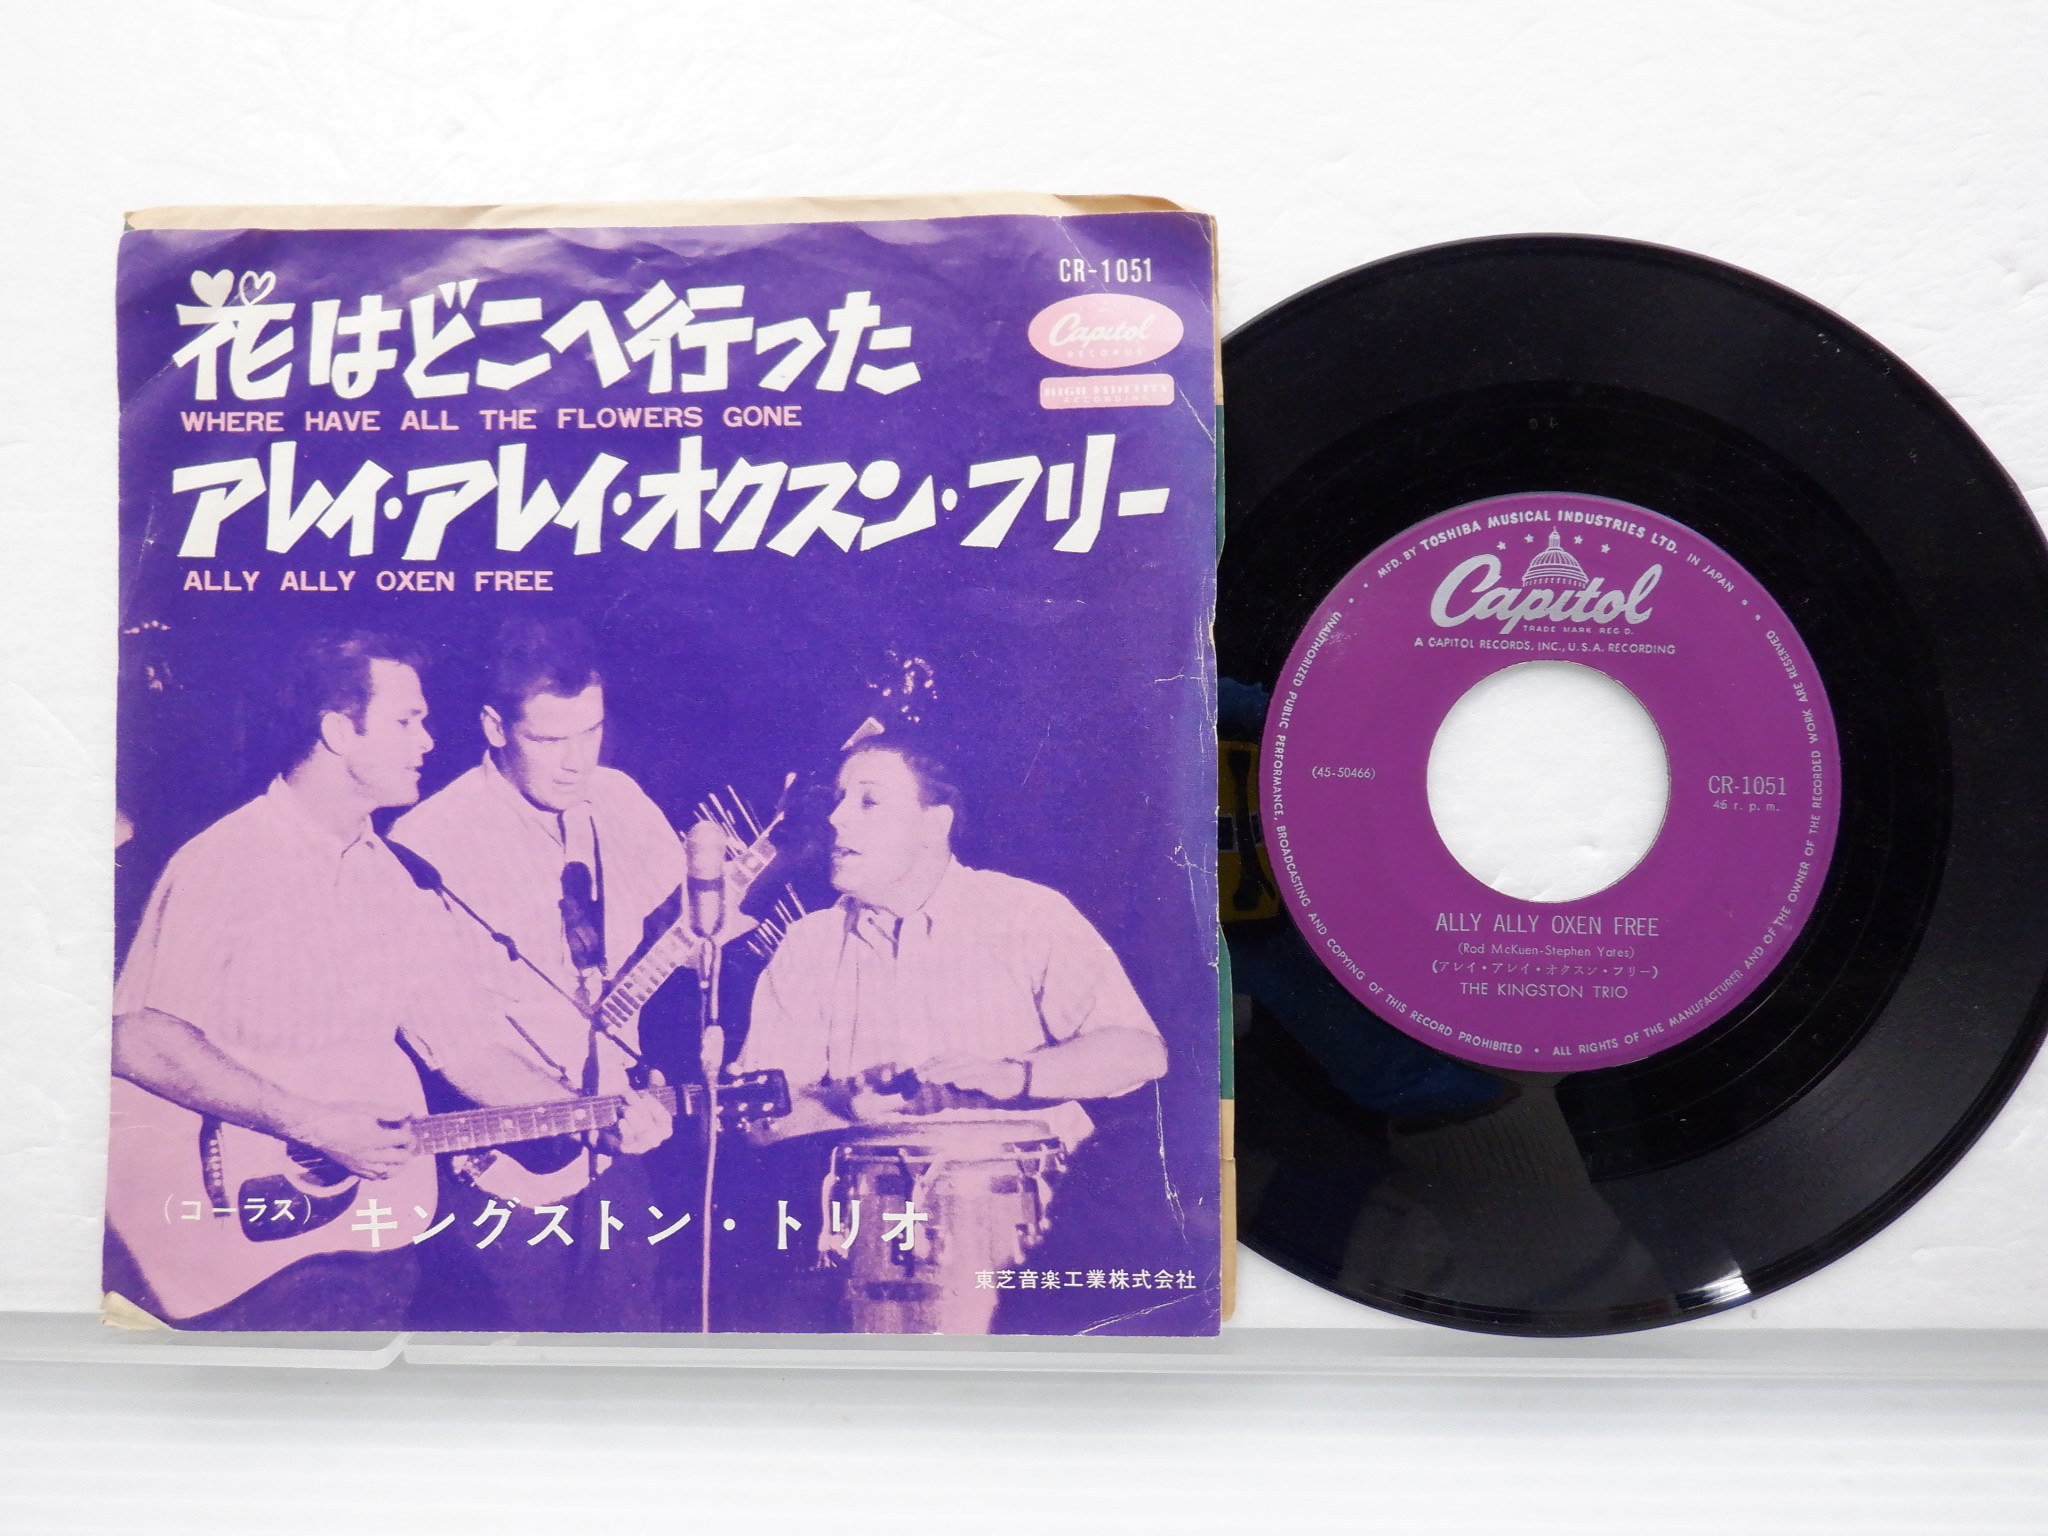 花はどこへ行った
WHERE HAVE ALL THE FLOWERS GONE
アレイ・アレイ・オクスン・フリー
ALLY ALLY OXEN FREE
CR-1051
Capitol
RECORDS
HIGH FIDELITY
RECORDING
(コーラス) キングストン・トリオ
東芝音楽工業株式会社
MFD. BY TOSHIBA MUSICAL INDUSTRIES LTD. IN JAPAN
Capitol
TRADE MARK REG'D.
A CAPITOL RECORDS, INC., U.S.A. RECORDING
(45-50466)
CR-1051
45 r. p. m.
ALLY ALLY OXEN FREE
(Rod McKuen-Stephen Yates)
(アレイ・アレイ・オクスン・フリー)
THE KINGSTON TRIO
UNAUTHORIZED PUBLIC PERFORMANCE, BROADCASTING AND COPYING OF THIS RECORD PROHIBITED • ALL RIGHTS OF THE MANUFACTURER AND OF THE OWNER OF THE RECORDED WORK ARE RESERVED